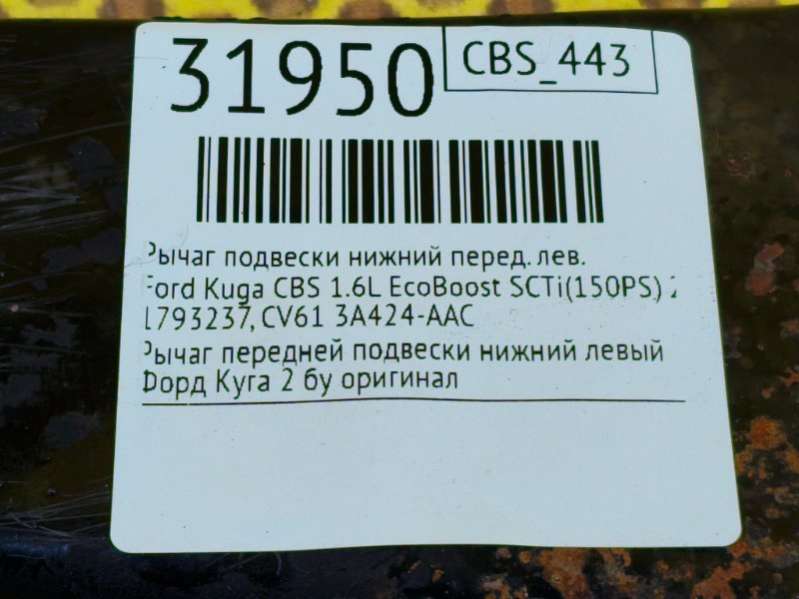 31950
CBS_443
Рычаг подвески нижний перед. лев.
Ford Kuga CBS 1.6L EcoBoost SCTi(150PS)
1793237, CV61 3A424-AAC
Рычаг передней подвески нижний левый
Форд Куга 2 бу оригинал